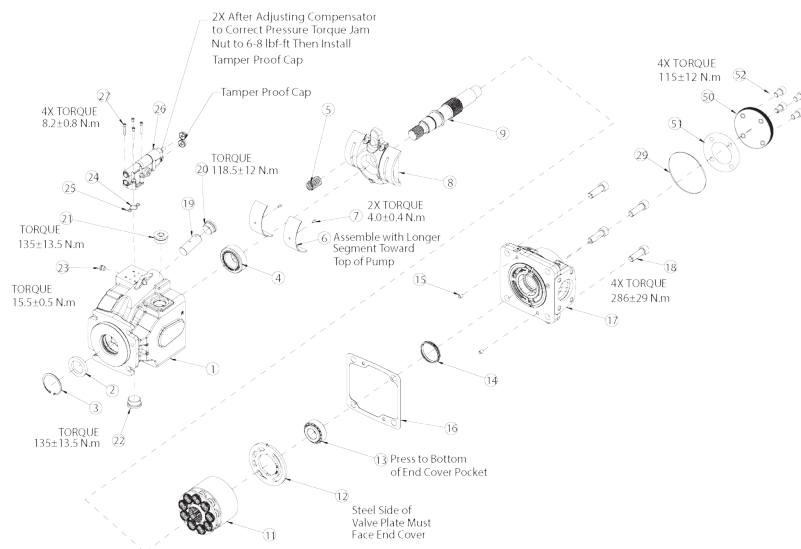 2X After Adjusting Compensator
to Correct Pressure Torque Jam
Nut to 6-8 lbf-ft Then Install
Tamper Proof Cap
27
26
Tamper Proof Cap
4X TORQUE
8.2±0.8 N.m
5
9
4X TORQUE
115±12 N.m
52
50
51
20
TORQUE
118.5±12 N.m
24
25
19
8
29
21
TORQUE
135±13.5 N.m
2X TORQUE
4.0±0.4 N.m
7
6
Assemble with Longer
Segment Toward
Top of Pump
23
4
TORQUE
15.5±0.5 N.m
15
18
4X TORQUE
286±29 N.m
17
1
2
3
14
16
22
TORQUE
135±13.5 N.m
13
Press to Bottom
of End Cover Pocket
12
Steel Side of
Valve Plate Must
Face End Cover
11